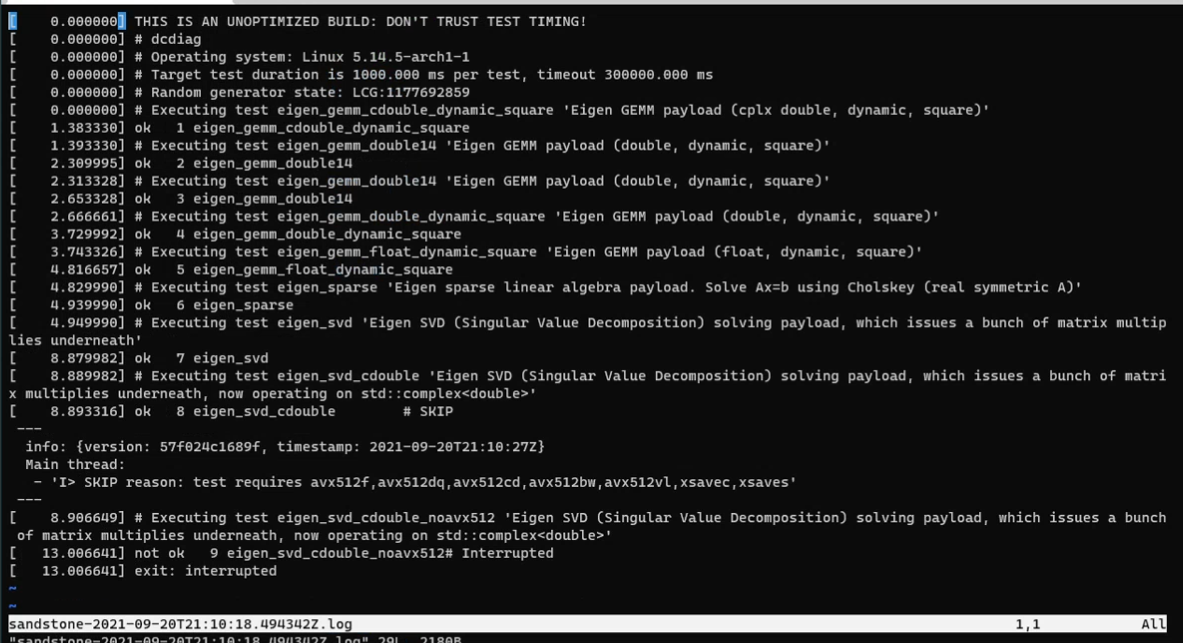 [    0.000000] THIS IS AN UNOPTIMIZED BUILD: DON'T TRUST TEST TIMING!
[    0.000000] # dcdiag
[    0.000000] # Operating system: Linux 5.14.5-arch1-1
[    0.000000] # Target test duration is 1000.000 ms per test, timeout 300000.000 ms
[    0.000000] # Random generator state: LCG:1177692859
[    0.000000] # Executing test eigen_gemm_cdouble_dynamic_square 'Eigen GEMM payload (cplx double, dynamic, square)'
[    1.383330] ok   1 eigen_gemm_cdouble_dynamic_square
[    1.393330] # Executing test eigen_gemm_double14 'Eigen GEMM payload (double, dynamic, square)'
[    2.309995] ok   2 eigen_gemm_double14
[    2.313328] # Executing test eigen_gemm_double14 'Eigen GEMM payload (double, dynamic, square)'
[    2.653328] ok   3 eigen_gemm_double14
[    2.666661] # Executing test eigen_gemm_double_dynamic_square 'Eigen GEMM payload (double, dynamic, square)'
[    3.729992] ok   4 eigen_gemm_double_dynamic_square
[    3.743326] # Executing test eigen_gemm_float_dynamic_square 'Eigen GEMM payload (float, dynamic, square)'
[    4.816657] ok   5 eigen_gemm_float_dynamic_square
[    4.829990] # Executing test eigen_sparse 'Eigen sparse linear algebra payload. Solve Ax=b using Cholskey (real symmetric A)'
[    4.939990] ok   6 eigen_sparse
[    4.949990] # Executing test eigen_svd 'Eigen SVD (Singular Value Decomposition) solving payload, which issues a bunch of matrix multip
lies underneath'
[    8.879982] ok   7 eigen_svd
[    8.889982] # Executing test eigen_svd_cdouble 'Eigen SVD (Singular Value Decomposition) solving payload, which issues a bunch of matri
x multiplies underneath, now operating on std::complex<double>'
[    8.893316] ok   8 eigen_svd_cdouble        # SKIP
---
  info: {version: 57f024c1689f, timestamp: 2021-09-20T21:10:27Z}
  Main thread:
   - 'I> SKIP reason: test requires avx512f,avx512dq,avx512cd,avx512bw,avx512vl,xsavec,xsaves'
---
[    8.906649] # Executing test eigen_svd_cdouble_noavx512 'Eigen SVD (Singular Value Decomposition) solving payload, which issues a bunch
 of matrix multiplies underneath, now operating on std::complex<double>'
[   13.006641] not ok   9 eigen_svd_cdouble_noavx512# Interrupted
[   13.006641] exit: interrupted
~
~
sandstone-2021-09-20T21:10:18.494342Z.log 1,1 All
"sandstone-2021-09-20T21:10:18.494342Z.log" 29L, 2180B